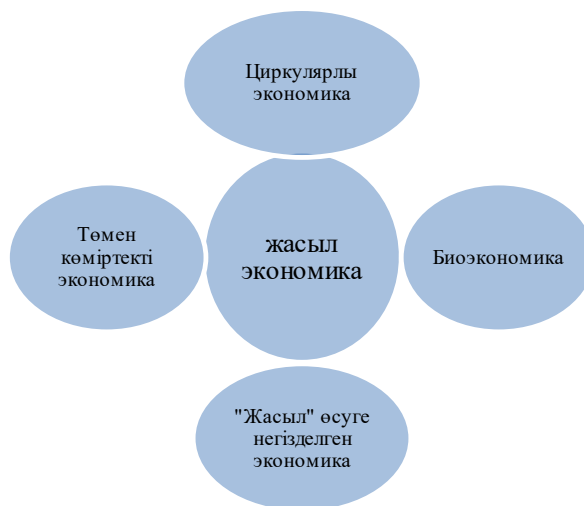 Циркулярлы
экономика
Төмен
көміртекті
экономика
жасыл
экономика
Биоэкономика
"Жасыл" өсуге
негізделген
экономика